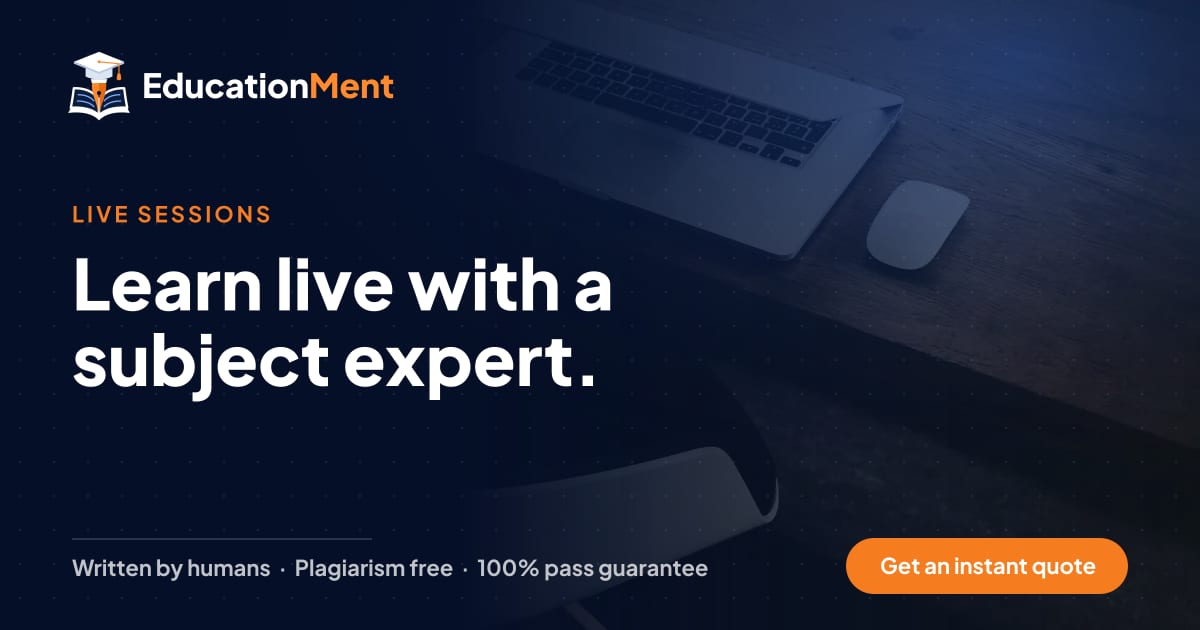 EducationMent
LIVE SESSIONS
Learn live with a
subject expert.
Written by humans · Plagiarism free · 100% pass guarantee
Get an instant quote